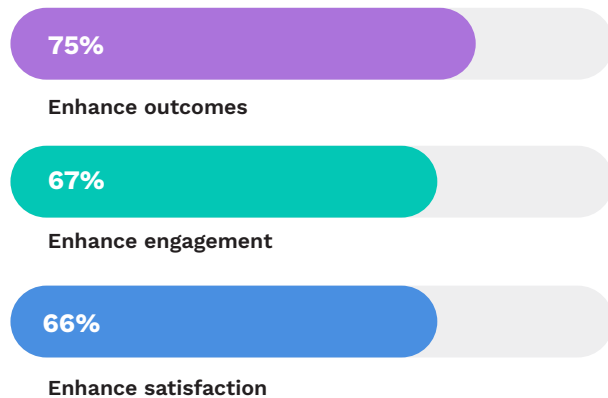 75%
Enhance outcomes
67%
Enhance engagement
66%
Enhance satisfaction